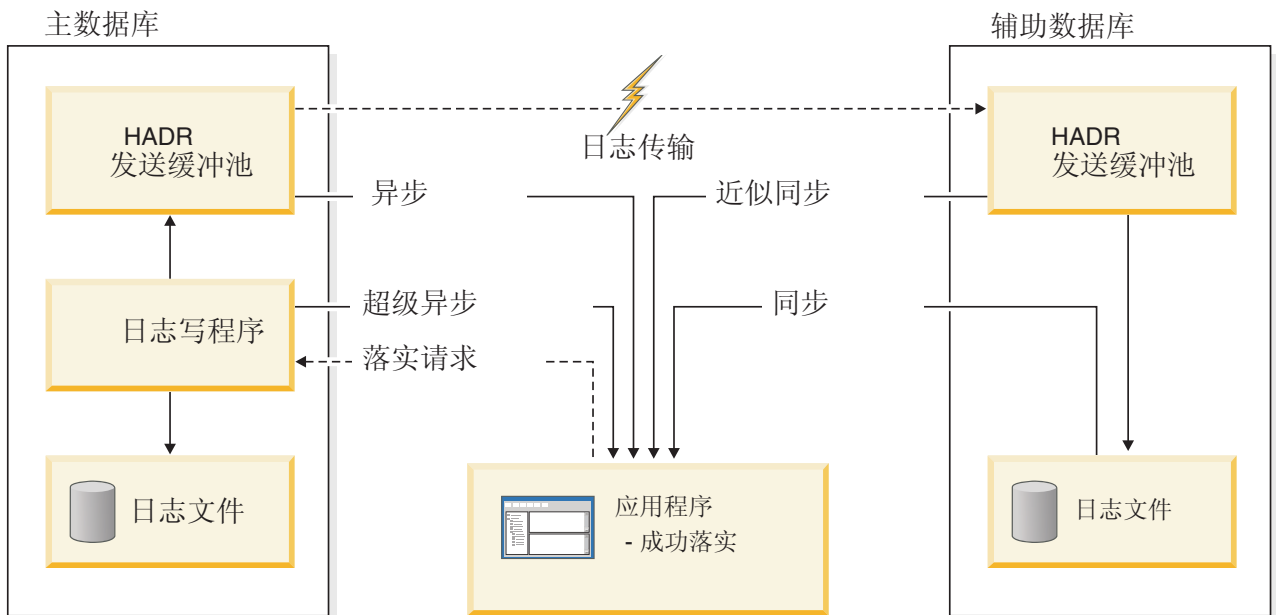 主数据库
辅助数据库
HADR
发送缓冲池
日志传输
HADR
发送缓冲池
异步
近似同步
日志写程序
超级异步
同步
落实请求
日志文件
应用程序
- 成功落实
日志文件